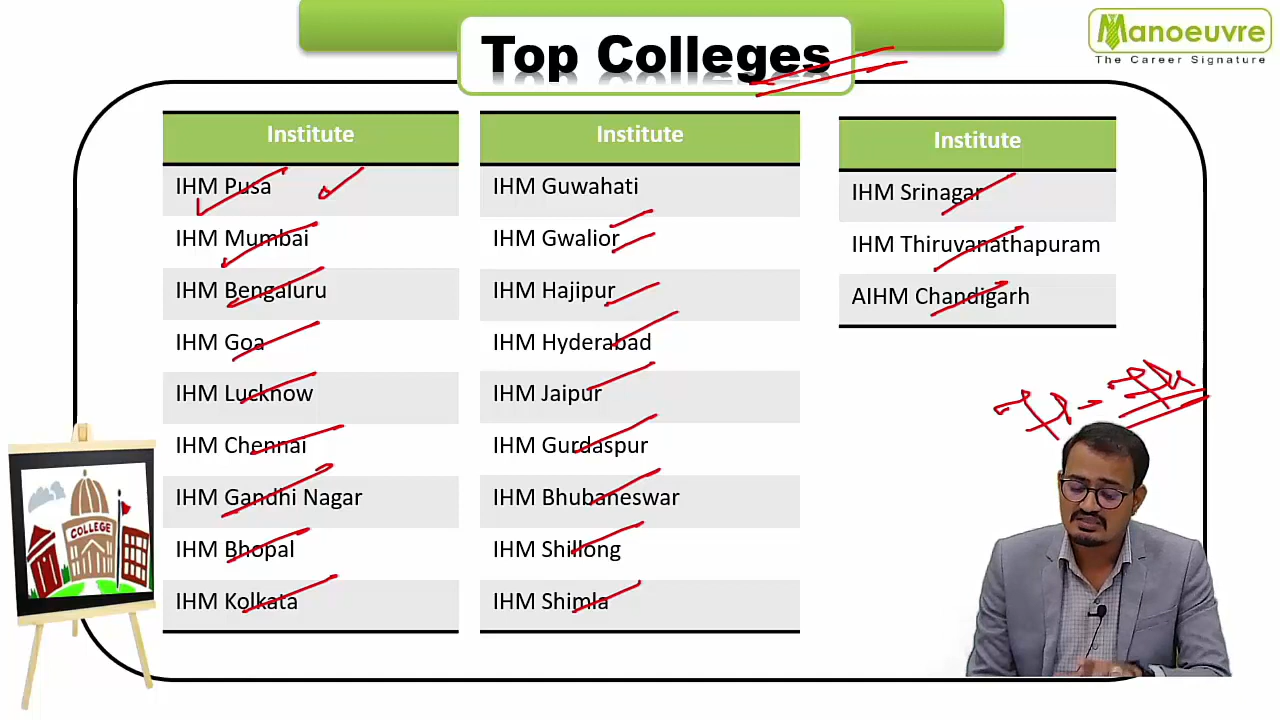 Top Colleges
Manoeuvre
The Career Signature
Institute
IHM Pusa
IHM Mumbai
IHM Bengaluru
IHM Goa
IHM Lucknow
IHM Chennai
IHM Gandhi Nagar
IHM Bhopal
IHM Kolkata
Institute
IHM Guwahati
IHM Gwalior
IHM Hajipur
IHM Hyderabad
IHM Jaipur
IHM Gurdaspur
IHM Bhubaneswar
IHM Shillong
IHM Shimla
Institute
IHM Srinagar
IHM Thiruvanathapuram
AIHM Chandigarh
COLLEGE